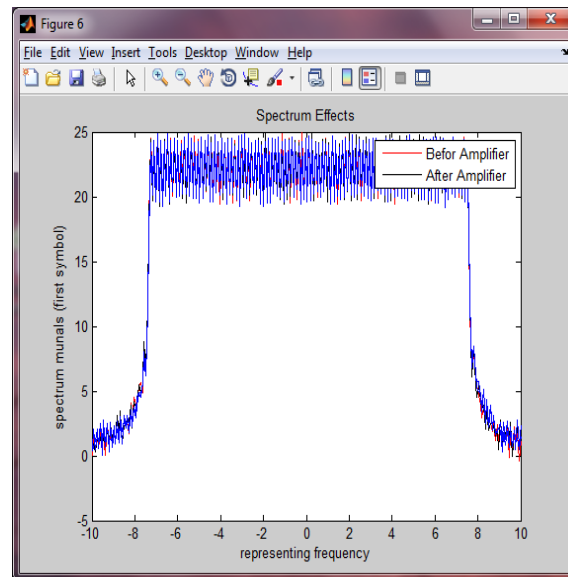 Figure 6
File Edit View Insert Tools Desktop Window Help
Spectrum Effects
Befor Amplifier
After Amplifier
spectrum munals (first symbol)
25
20
15
10
5
0
-5
-10 -8 -6 -4 -2 0 2 4 6 8 10
representing frequency